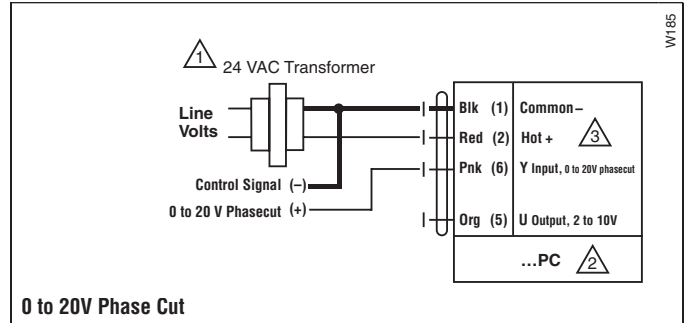 W185
1
24 VAC Transformer
Line
Volts
Blk (1) Common –
Red (2) Hot + 3
Pnk (6) Y Input, 0 to 20V phasecut
Control Signal (–)
0 to 20 V Phasecut (+)
Org (5) U Output, 2 to 10V
...PC 2
0 to 20V Phase Cut